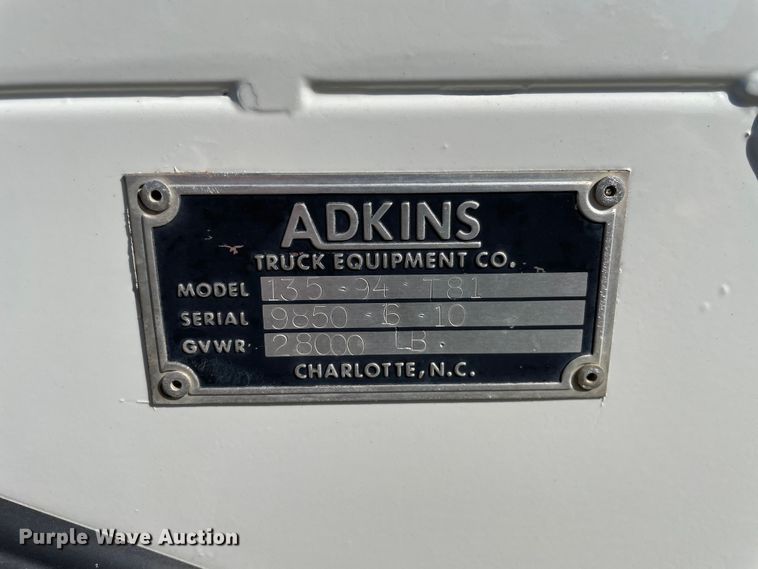 ADKINS
TRUCK EQUIPMENT CO.
MODEL 135 - 94 - T81
SERIAL 9850 - 6 - 10
GVWR 28000 LB.
CHARLOTTE, N.C.
Purple Wave Auction